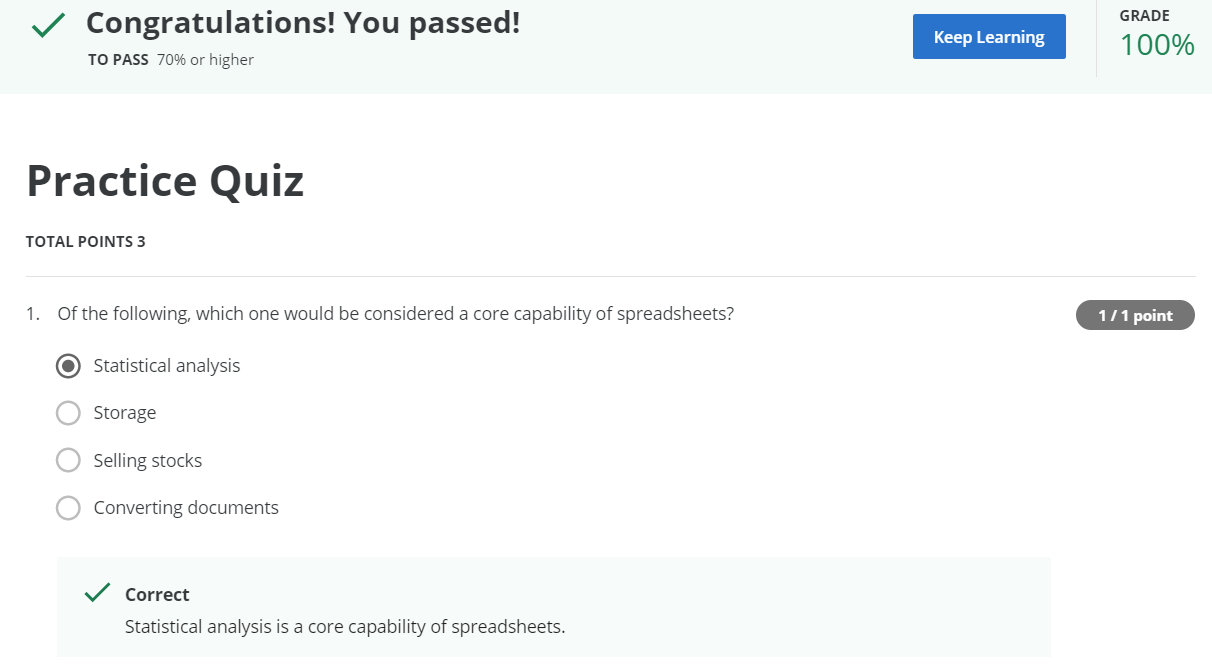 Congratulations! You passed!
TO PASS 70% or higher
Keep Learning
GRADE
100%
Practice Quiz
TOTAL POINTS 3
1. Of the following, which one would be considered a core capability of spreadsheets?
1 / 1 point
Statistical analysis
Storage
Selling stocks
Converting documents
Correct
Statistical analysis is a core capability of spreadsheets.